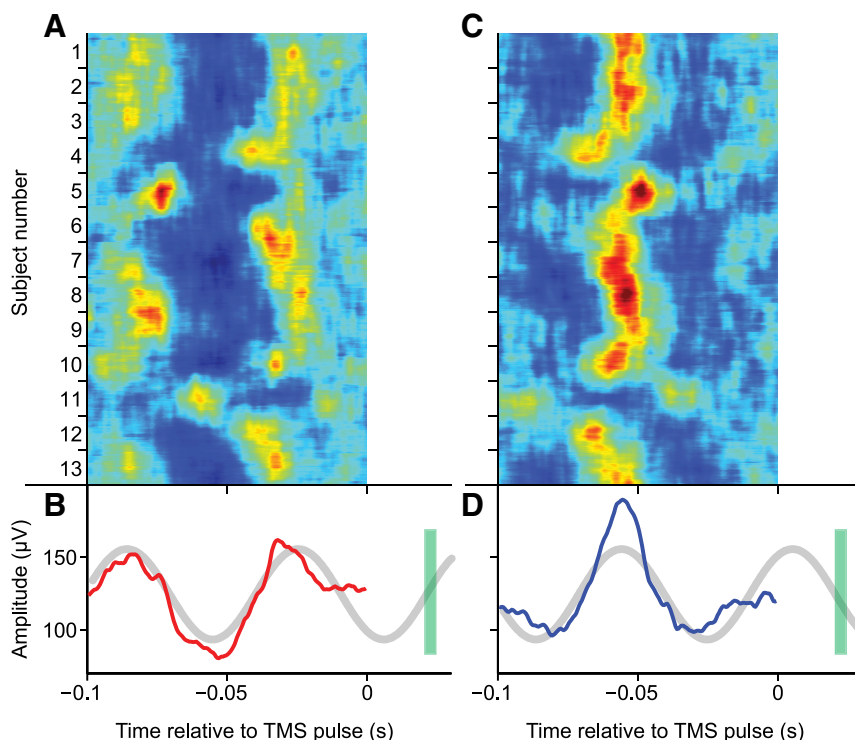 A
C
Subject number
1
2
3
4
5
6
7
8
9
10
11
12
13
B
D
Amplitude (µV)
150
100
−0.1
−0.05
0
−0.1
−0.05
0
Time relative to TMS pulse (s)
Time relative to TMS pulse (s)